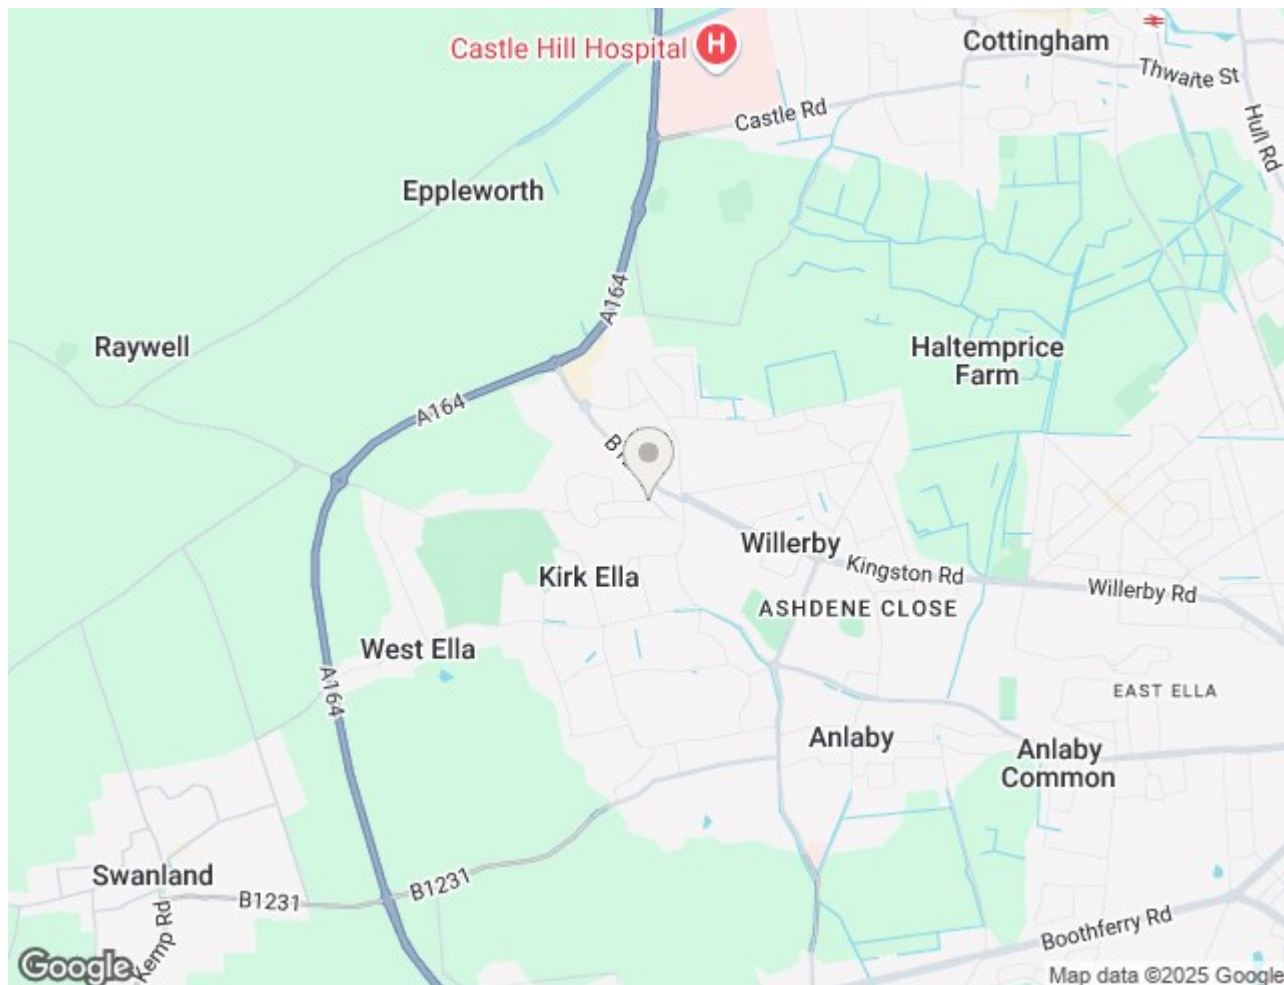 Castle Hill Hospital
H
Cottingham
Thwaite St
Castle Rd
Hull Rd
Eppleworth
A164
Raywell
Haltemprice
Farm
A164
Willerby
Kingston Rd
Willerby Rd
Kirk Ella
ASHDENE CLOSE
West Ella
A164
EAST ELLA
Anlaby
Anlaby
Common
Swanland
B1231
B1231
Kemp Rd
Boothferry Rd
Google
Map data ©2025 Google